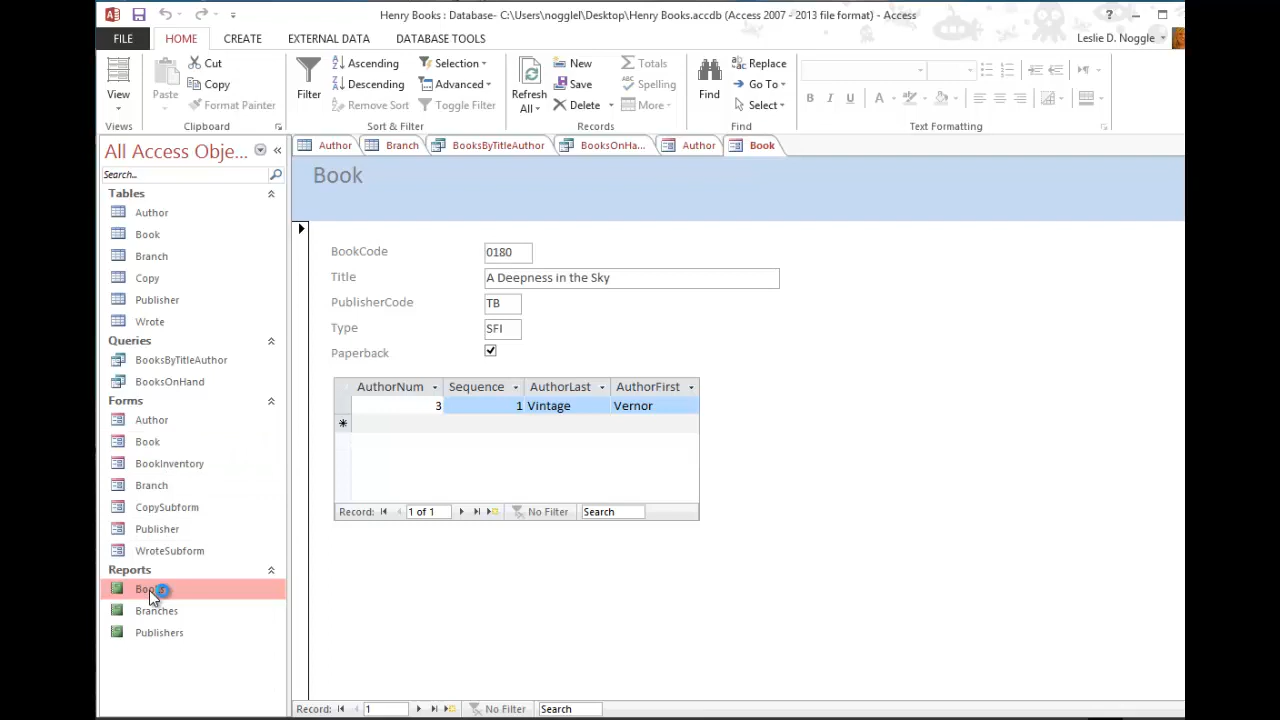 Henry Books : Database- C:\Users\nogglel\Desktop\Henry Books.accdb (Access 2007 - 2013 file format) - Access
?
FILE HOME CREATE EXTERNAL DATA DATABASE TOOLS
Leslie D. Noggle
View
Views
Paste
Cut
Copy
Format Painter
Clipboard
Filter
Ascending
Descending
Remove Sort
Selection
Advanced
Toggle Filter
Sort & Filter
Refresh
All
New
Save
Delete
Totals
Spelling
More
Records
Find
Replace
Go To
Select
Find
B I U A
Text Formatting
All Access Obje...
Search...
Tables
Author
Book
Branch
Copy
Publisher
Wrote
Queries
BooksByTitleAuthor
BooksOnHand
Forms
Author
Book
BookInventory
Branch
CopySubform
Publisher
WroteSubform
Reports
Branches
Publishers
Author Branch BooksByTitleAuthor BooksOnHa... Author Book
Book
BookCode 0180
Title A Deepness in the Sky
PublisherCode TB
Type SFI
Paperback
AuthorNum Sequence AuthorLast AuthorFirst
3 1 Vintage Vernor
Record: 1 of 1 No Filter Search
Record: 1 No Filter Search